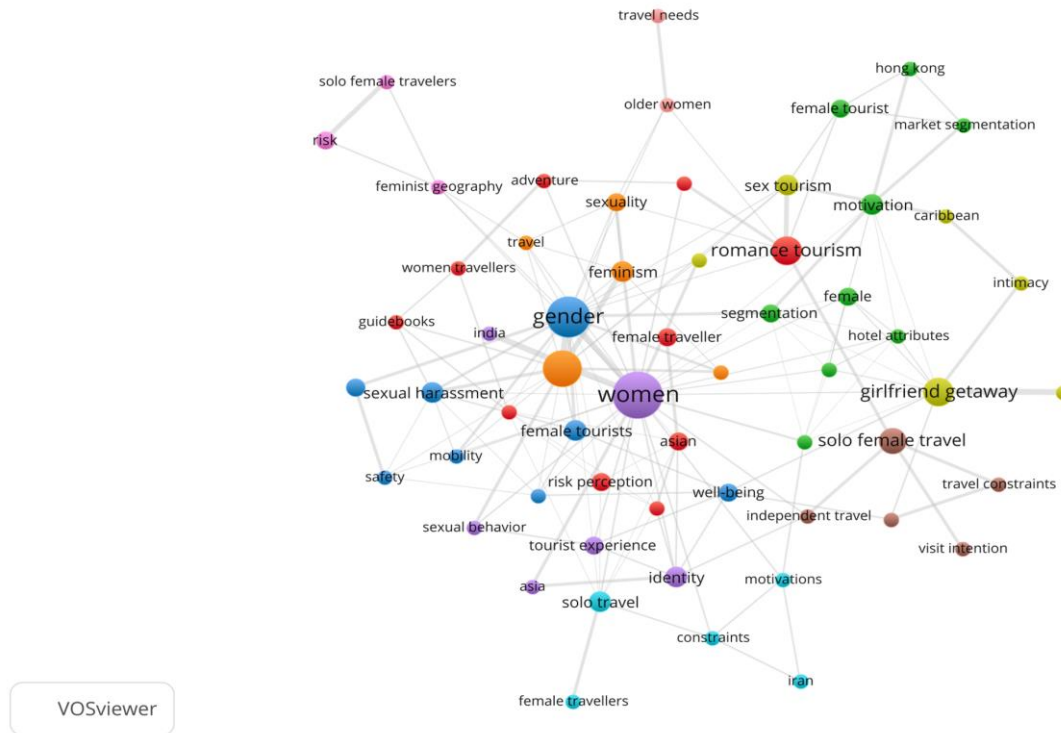 travel needs
hong kong
solo female travelers
older women
female tourist
market segmentation
risk
feminist geography
adventure
sex tourism
sexuality
motivation
caribbean
travel
romance tourism
women travellers
feminism
intimacy
female
gender
segmentation
guidebooks
india
female traveller
hotel attributes
women
girlfriend getaway
sexual harassment
female tourists
asian
solo female travel
mobility
safety
risk perception
well-being
travel constraints
independent travel
sexual behavior
tourist experience
visit intention
identity
motivations
asia
solo travel
constraints
iran
female travellers
VOSviewer